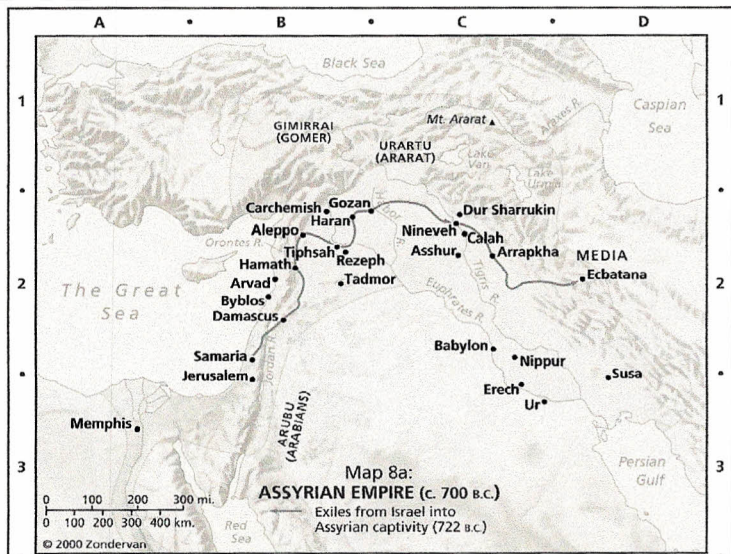 A B C D
Black Sea
1 1
Caspian
Sea
Mt. Ararat
Araxes R.
GIMIRRAI
(GOMER)
URARTU
(ARARAT)
Lake
Van
Lake
Urmia
Carchemish
Gozan
Haran
Habor R.
Dur Sharrukin
Aleppo
Nineveh
Calah
Orontes R.
Tiphsah
Rezeph
Asshur
Arrapkha
MEDIA
Hamath
Ecbatana
Arvad
Tadmor
Tigris R.
2 2
The Great
Sea
Byblos
Euphrates R.
Damascus
Samaria
Jordan R.
Babylon
Nippur
Jerusalem
Susa
Erech
Ur
Memphis
ARUBU
(ARABIANS)
3 3
Persian
Gulf
Map 8a:
ASSYRIAN EMPIRE (C. 700 B.C.)
Exiles from Israel into
Assyrian captivity (722 B.C.)
0 100 200 300 mi.
0 100 200 300 400 km.
Red
Sea
© 2000 Zondervan